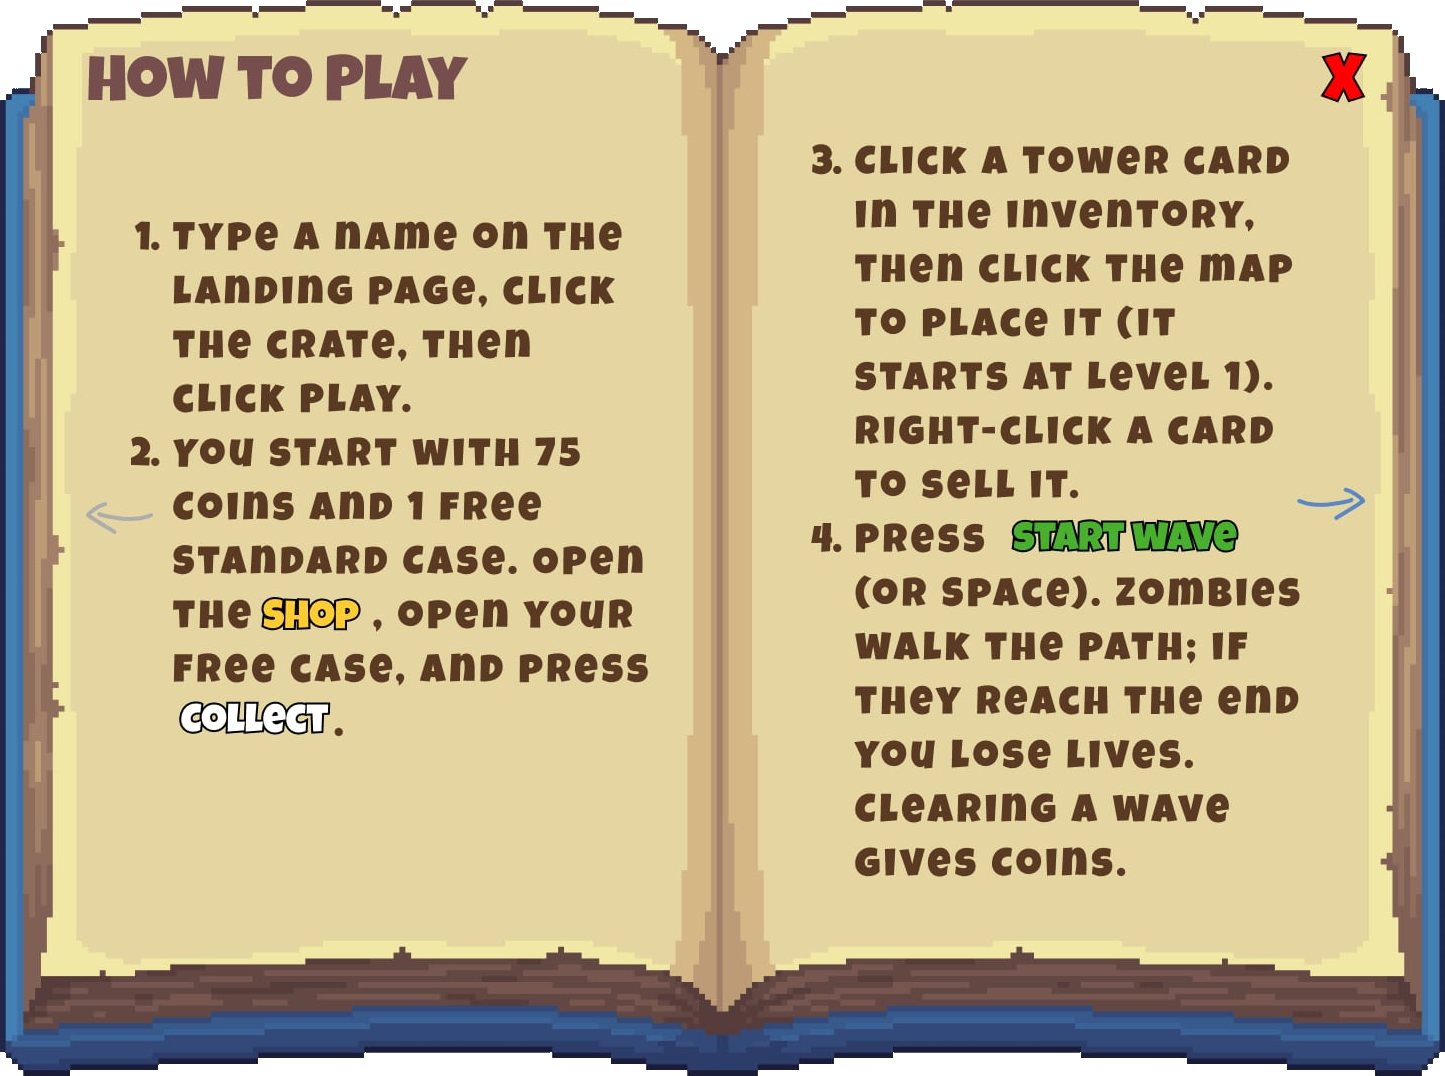 HOW TO PLAY
X
1. TYPE A NAME ON THE
LANDING PAGE, CLICK
THE CRATE, THEN
CLICK PLAY.
2. YOU START WITH 75
COINS AND 1 FREE
STANDARD CASE. OPEN
THE SHOP , OPEN YOUR
FREE CASE, AND PRESS
COLLECT.
3. CLICK A TOWER CARD
IN THE INVENTORY,
THEN CLICK THE MAP
TO PLACE IT (IT
STARTS AT LEVEL 1).
RIGHT-CLICK A CARD
TO SELL IT.
4. PRESS START WAVE
(OR SPACE). ZOMBIES
WALK THE PATH; IF
THEY REACH THE END
YOU LOSE LIVES.
CLEARING A WAVE
GIVES COINS.